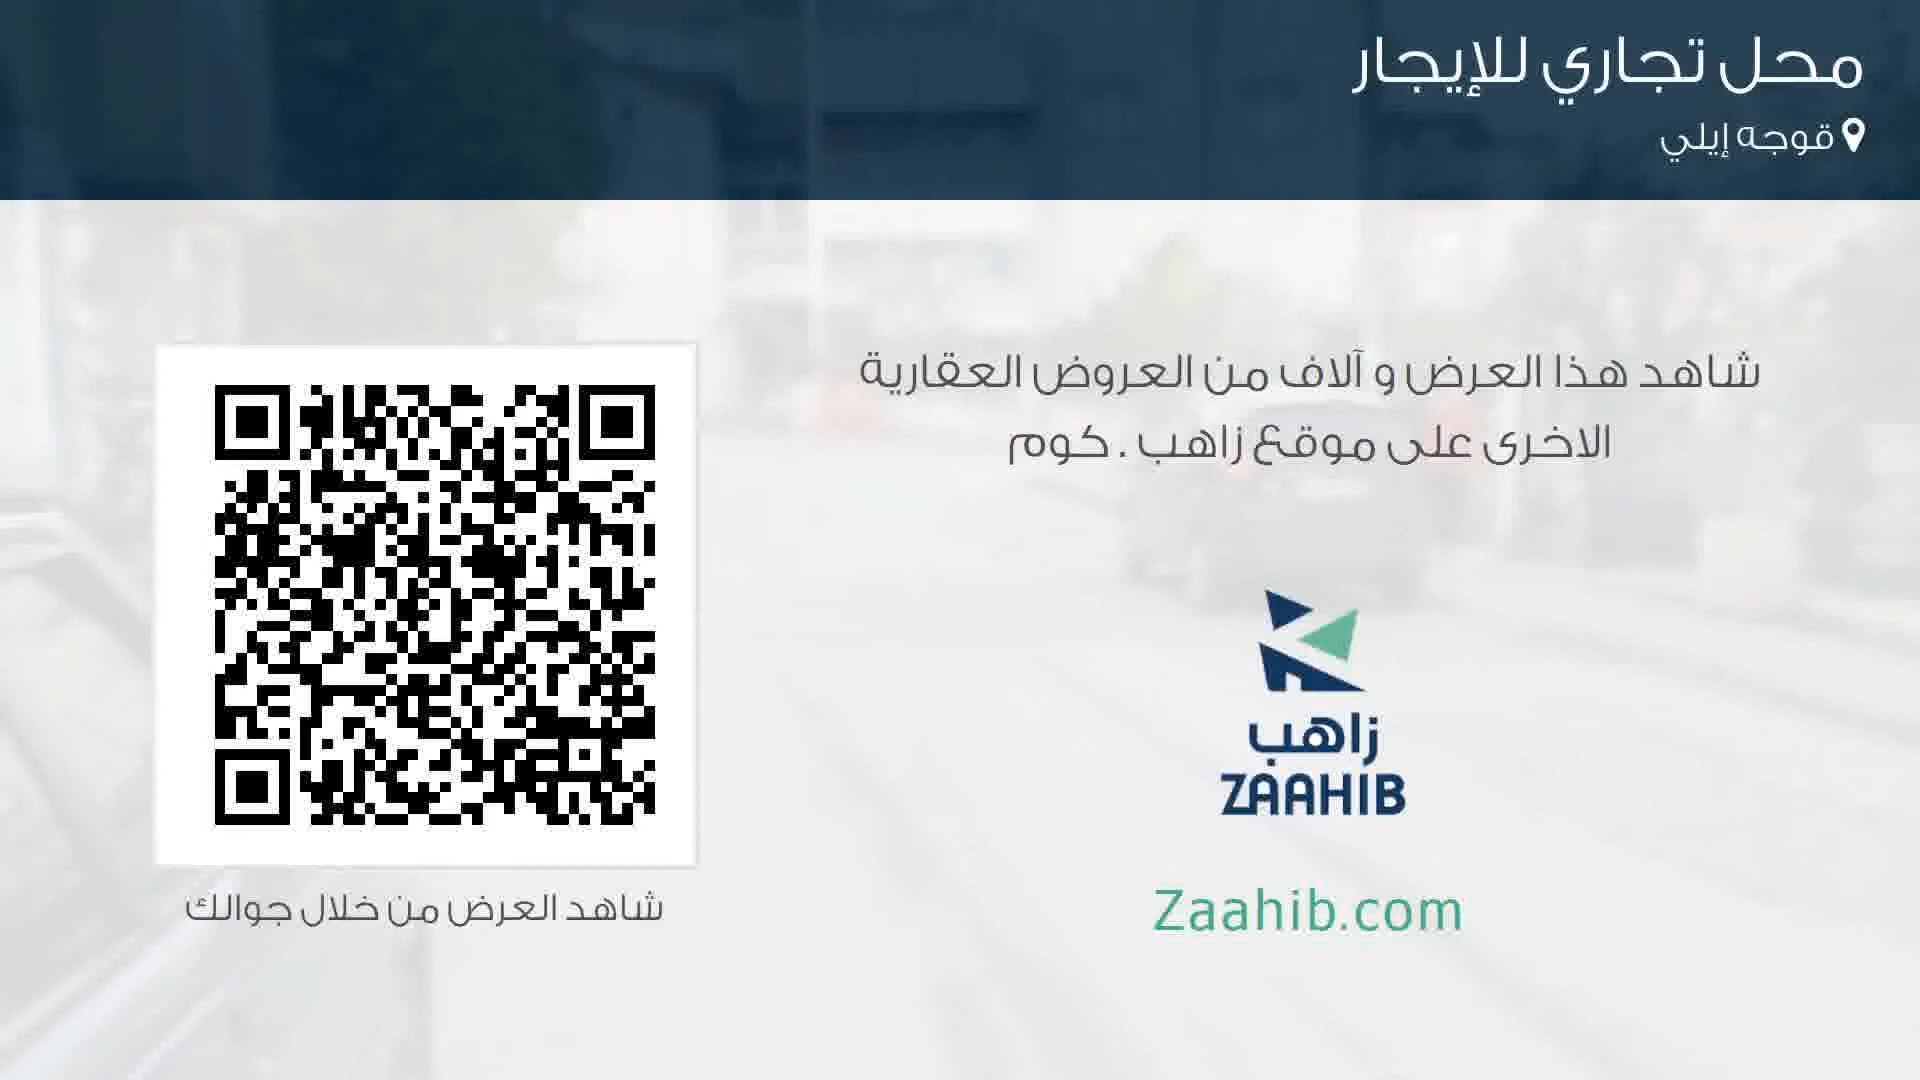 محل تجاري للإيجار
قوجه إيلي
شاهد هذا العرض و آلاف من العروض العقارية
الاخرى على موقع زاهب . كوم
زاهب
ZAAHIB
Zaahib.com
شاهد العرض من خلال جوالك